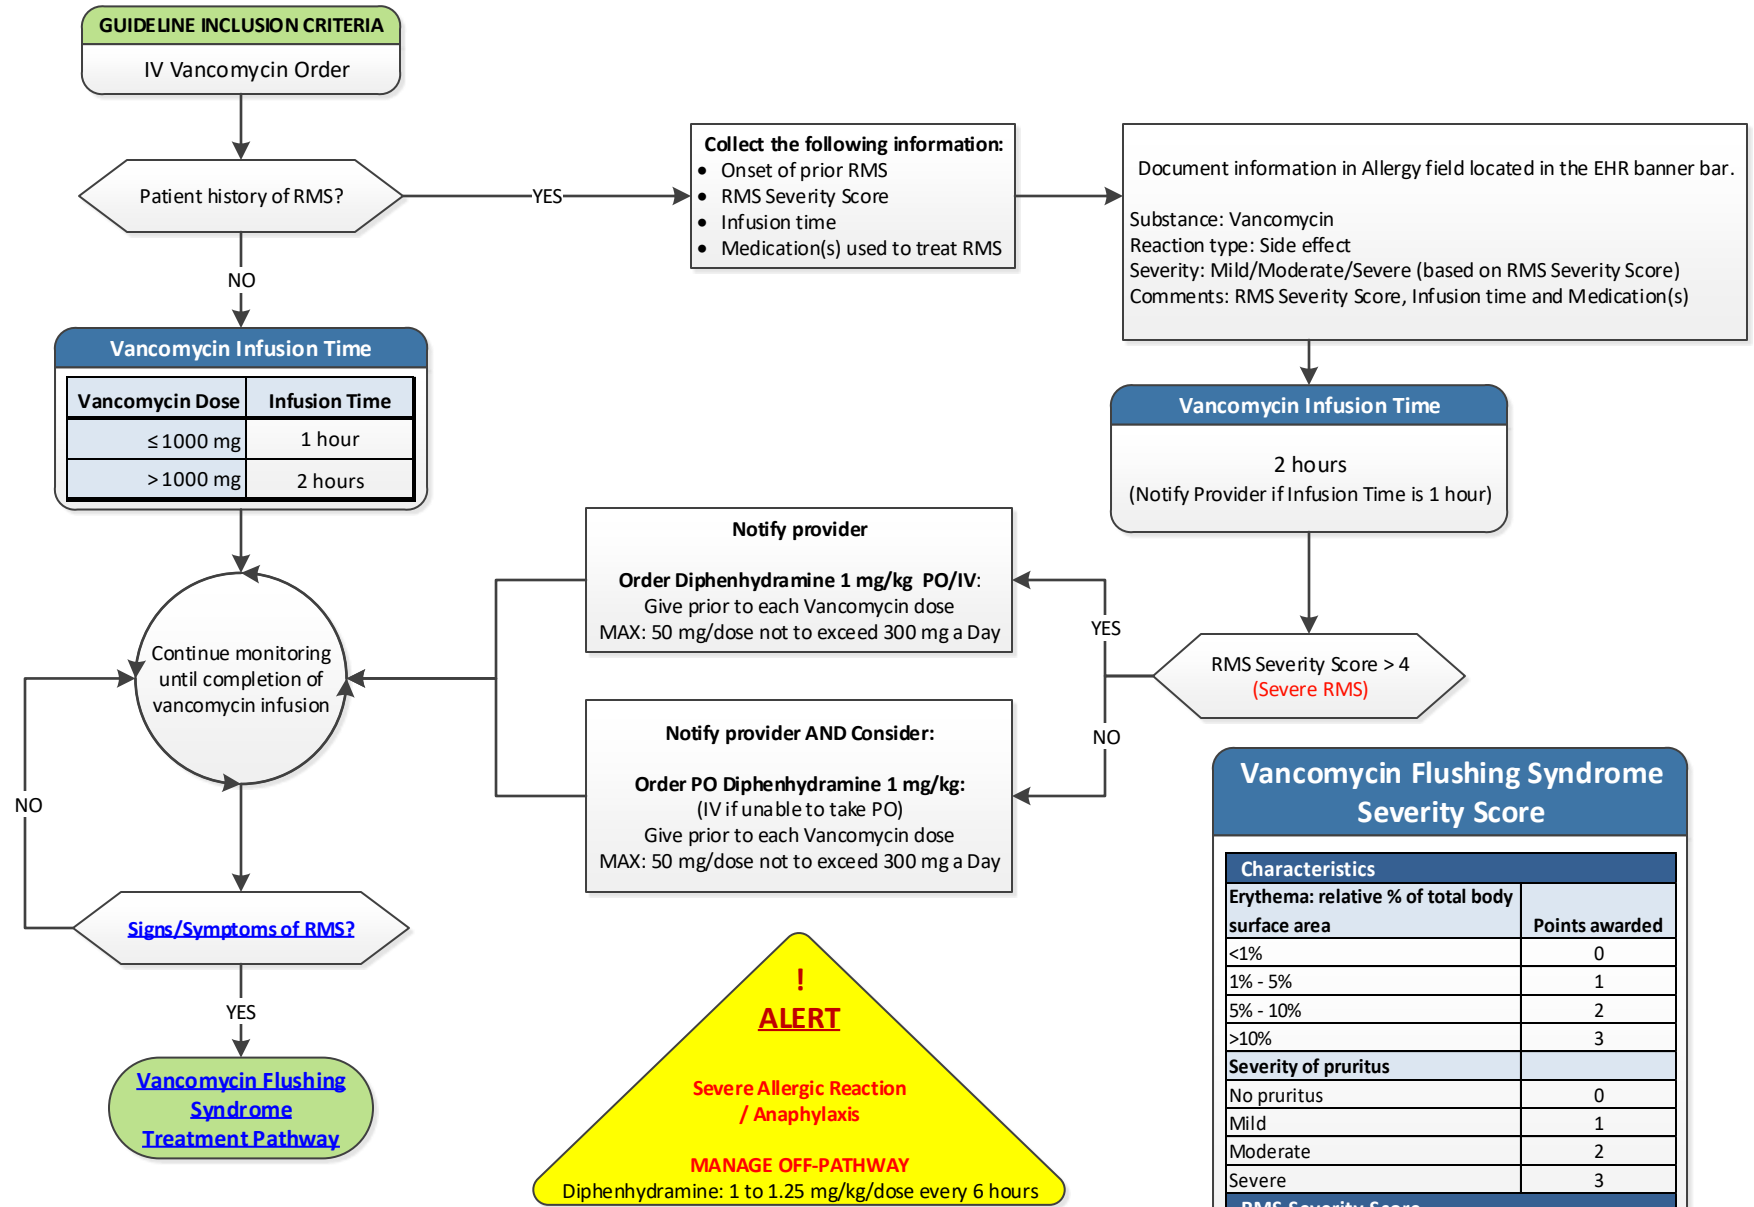 GUIDELINE INCLUSION CRITERIA
IV Vancomycin Order
Patient history of RMS?
YES
Collect the following information:
• Onset of prior RMS
• RMS Severity Score
• Infusion time
• Medication(s) used to treat RMS
Document information in Allergy field located in the EHR banner bar.
Substance: Vancomycin
Reaction type: Side effect
Severity: Mild/Moderate/Severe (based on RMS Severity Score)
Comments: RMS Severity Score, Infusion time and Medication(s)
NO
Vancomycin Infusion Time
Vancomycin Dose Infusion Time
≤ 1000 mg 1 hour
> 1000 mg 2 hours
Vancomycin Infusion Time
2 hours
(Notify Provider if Infusion Time is 1 hour)
RMS Severity Score > 4
(Severe RMS)
YES
NO
Notify provider
Order Diphenhydramine 1 mg/kg PO/IV:
Give prior to each Vancomycin dose
MAX: 50 mg/dose not to exceed 300 mg a Day
Notify provider AND Consider:
Order PO Diphenhydramine 1 mg/kg:
(IV if unable to take PO)
Give prior to each Vancomycin dose
MAX: 50 mg/dose not to exceed 300 mg a Day
Continue monitoring
until completion of
vancomycin infusion
NO
Signs/Symptoms of RMS?
YES
Vancomycin Flushing
Syndrome
Treatment Pathway
!
ALERT
Severe Allergic Reaction
/ Anaphylaxis
MANAGE OFF-PATHWAY
Diphenhydramine: 1 to 1.25 mg/kg/dose every 6 hours
Vancomycin Flushing Syndrome
Severity Score
Characteristics
Erythema: relative % of total body
surface area Points awarded
<1% 0
1% - 5% 1
5% - 10% 2
>10% 3
Severity of pruritus
No pruritus 0
Mild 1
Moderate 2
Severe 3
RMS Severity Score